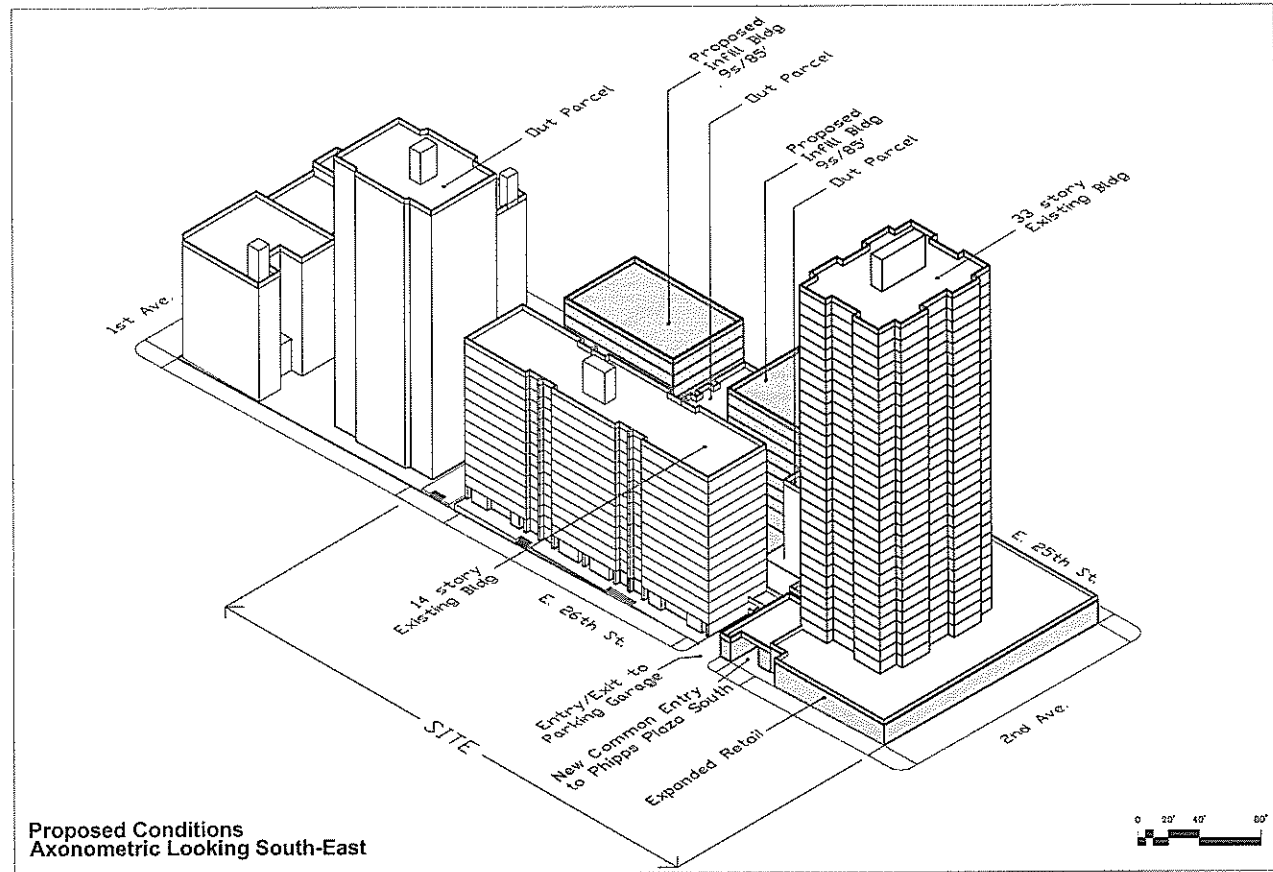 Proposed
Infill Bldg
9s/85'
Out Parcel
Out Parcel
Proposed
Infill Bldg
9s/85'
Out Parcel
33 story
Existing Bldg
1st Ave.
14 story
Existing Bldg
E. 26th St.
E. 25th St.
Entry/Exit to
Parking Garage
New Common Entry
to Phipps Plaza South
Expanded Retail
2nd Ave.
SITE
0 20' 40' 80'
Proposed Conditions
Axonometric Looking South-East